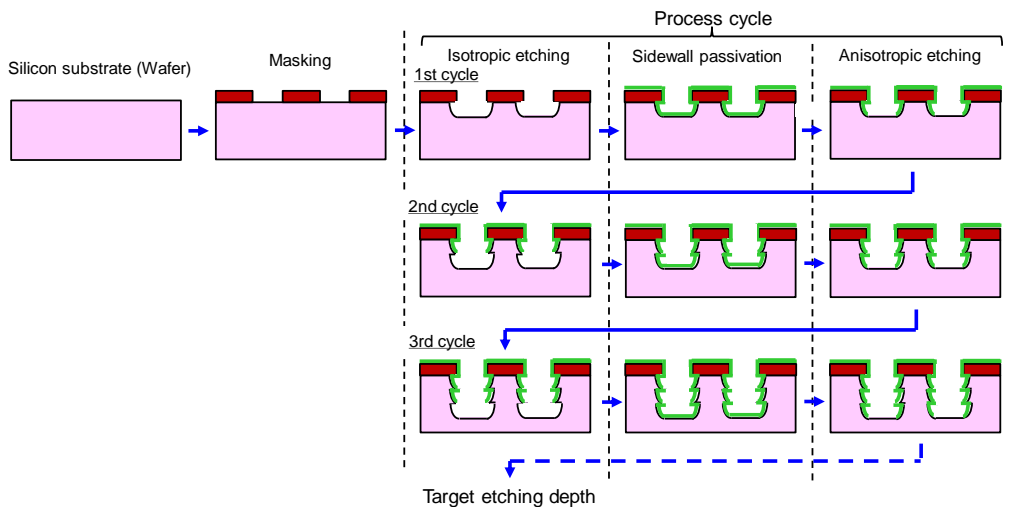 Process cycle
Silicon substrate (Wafer)
Masking
Isotropic etching
Sidewall passivation
Anisotropic etching
1st cycle
2nd cycle
3rd cycle
Target etching depth